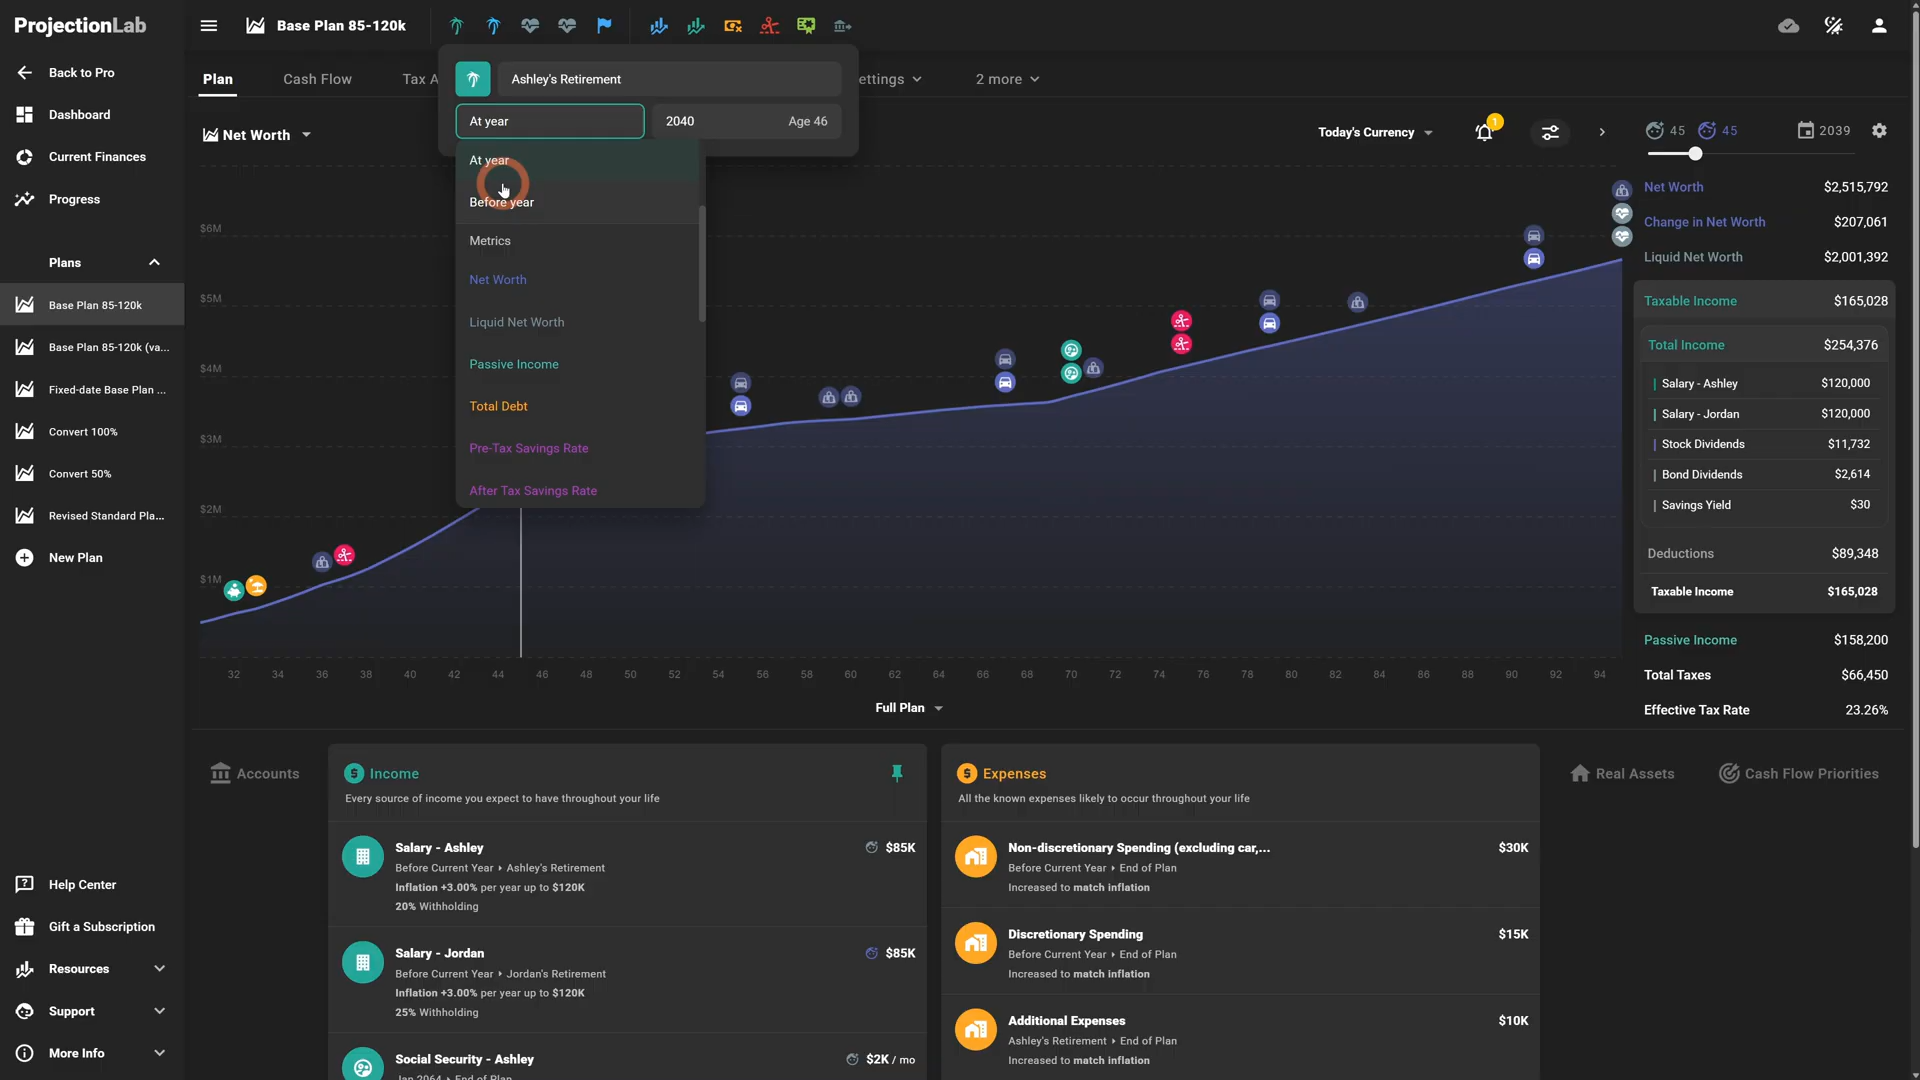 ProjectionLab
Base Plan 85-120k
Back to Pro
Dashboard
Current Finances
Progress
Plans
Base Plan 85-120k
Base Plan 85-120k (va...
Fixed-date Base Plan ...
Convert 100%
Convert 50%
Revised Standard Pla...
New Plan
Help Center
Gift a Subscription
Resources
Support
More Info
Plan
Cash Flow
Tax A
ettings
2 more
Ashley's Retirement
At year
2040
Age 46
At year
Before year
Metrics
Net Worth
Liquid Net Worth
Passive Income
Total Debt
Pre-Tax Savings Rate
After Tax Savings Rate
Net Worth
Today's Currency
1
45
45
2039
$6M
$5M
$4M
$3M
$2M
$1M
32 34 36 38 40 42 44 46 48 50 52 54 56 58 60 62 64 66 68 70 72 74 76 78 80 82 84 86 88 90 92 94
Full Plan
Net Worth $2,515,792
Change in Net Worth $207,061
Liquid Net Worth $2,001,392
Taxable Income $165,028
Total Income $254,376
Salary - Ashley $120,000
Salary - Jordan $120,000
Stock Dividends $11,732
Bond Dividends $2,614
Savings Yield $30
Deductions $89,348
Taxable Income $165,028
Passive Income $158,200
Total Taxes $66,450
Effective Tax Rate 23.26%
Accounts
Income
Every source of income you expect to have throughout your life
Salary - Ashley $85K
Before Current Year ‣ Ashley's Retirement
Inflation +3.00% per year up to $120K
20% Withholding
Salary - Jordan $85K
Before Current Year ‣ Jordan's Retirement
Inflation +3.00% per year up to $120K
25% Withholding
Social Security - Ashley $2K / mo
Jan 2064 ‣ End of Plan
Expenses
All the known expenses likely to occur throughout your life
Non-discretionary Spending (excluding car,... $30K
Before Current Year ‣ End of Plan
Increased to match inflation
Discretionary Spending $15K
Before Current Year ‣ End of Plan
Increased to match inflation
Additional Expenses $10K
Ashley's Retirement ‣ End of Plan
Increased to match inflation
Real Assets
Cash Flow Priorities